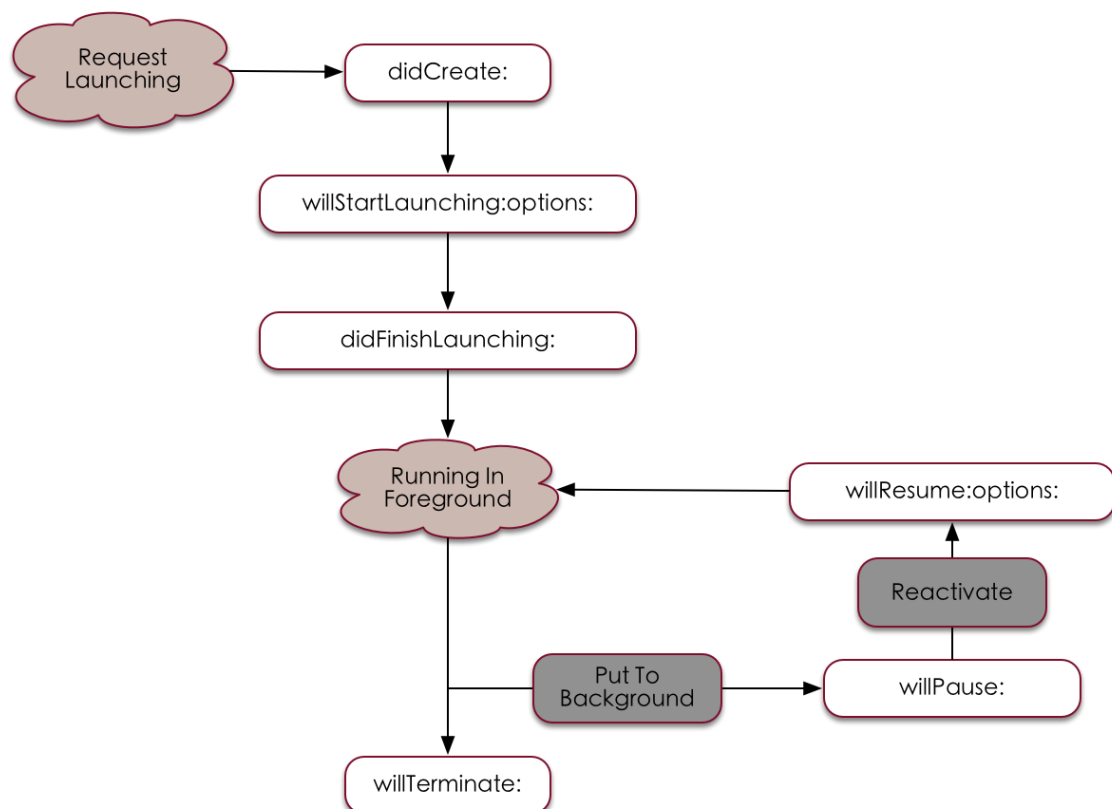 Request
Launching
didCreate:
willStartLaunching:options:
didFinishLaunching:
Running In
Foreground
willResume:options:
Reactivate
Put To
Background
willPause:
willTerminate: